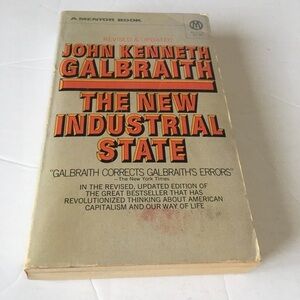 A MENTOR BOOK
REVISED & UPDATED
JOHN KENNETH
GALBRAITH
THE NEW
INDUSTRIAL
STATE
"GALBRAITH CORRECTS GALBRAITH'S ERRORS"
—The New York Times
IN THE REVISED, UPDATED EDITION OF
THE GREAT BESTSELLER THAT HAS
REVOLUTIONIZED THINKING ABOUT AMERICAN
CAPITALISM AND OUR WAY OF LIFE